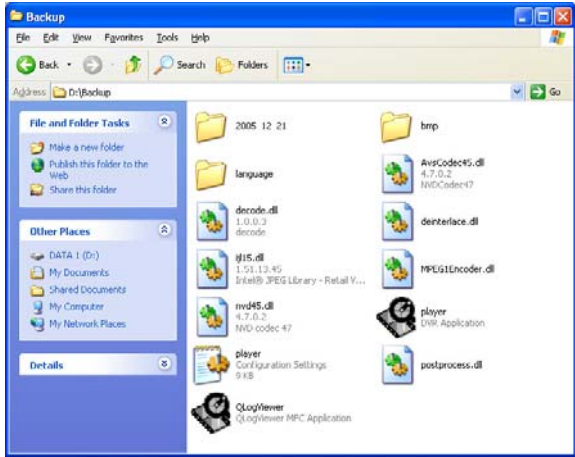 Backup
File Edit View Favorites Tools Help
Back Search Folders
Address D:\Backup Go
File and Folder Tasks
Make a new folder
Publish this folder to the
Web
Share this folder
Other Places
DATA 1 (D:)
My Documents
Shared Documents
My Computer
My Network Places
Details
2005 12 21
bmp
language
AvsCodec45.dll
4.7.0.2
NVDCodec47
decode.dll
1.0.0.3
decode
deinterlace.dll
ijl15.dll
1.51.13.45
Intel® JPEG Library - Retail V...
MPEG1Encoder.dll
nvd45.dll
4.7.0.2
NVD codec 47
player
DVR Application
player
Configuration Settings
9 KB
postprocess.dll
QLogViewer
QLogViewer MFC Application